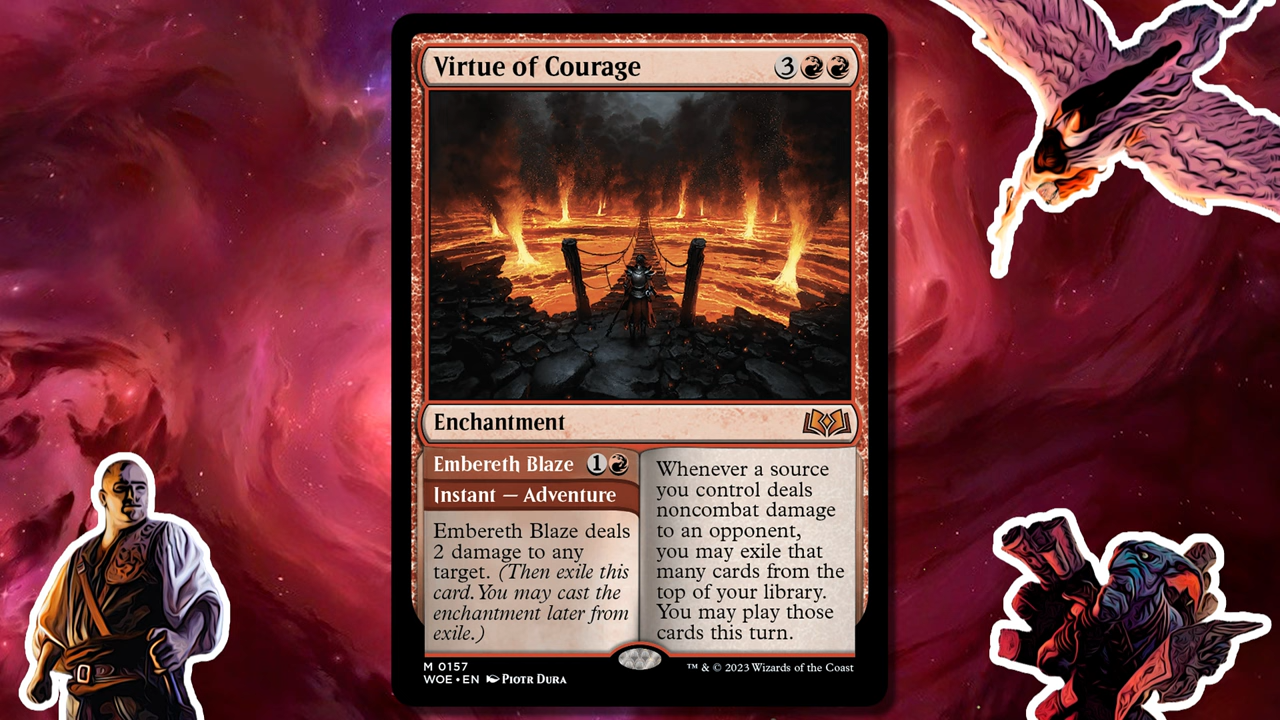 Virtue of Courage 3
Enchantment
Embereth Blaze 1
Instant — Adventure
Embereth Blaze deals
2 damage to any
target. (Then exile this
card.You may cast the
enchantment later from
exile.)
Whenever a source
you control deals
noncombat damage
to an opponent,
you may exile that
many cards from the
top of your library.
You may play those
cards this turn.
M 0157
WOE • EN Piotr Dura
™ & © 2023 Wizards of the Coast